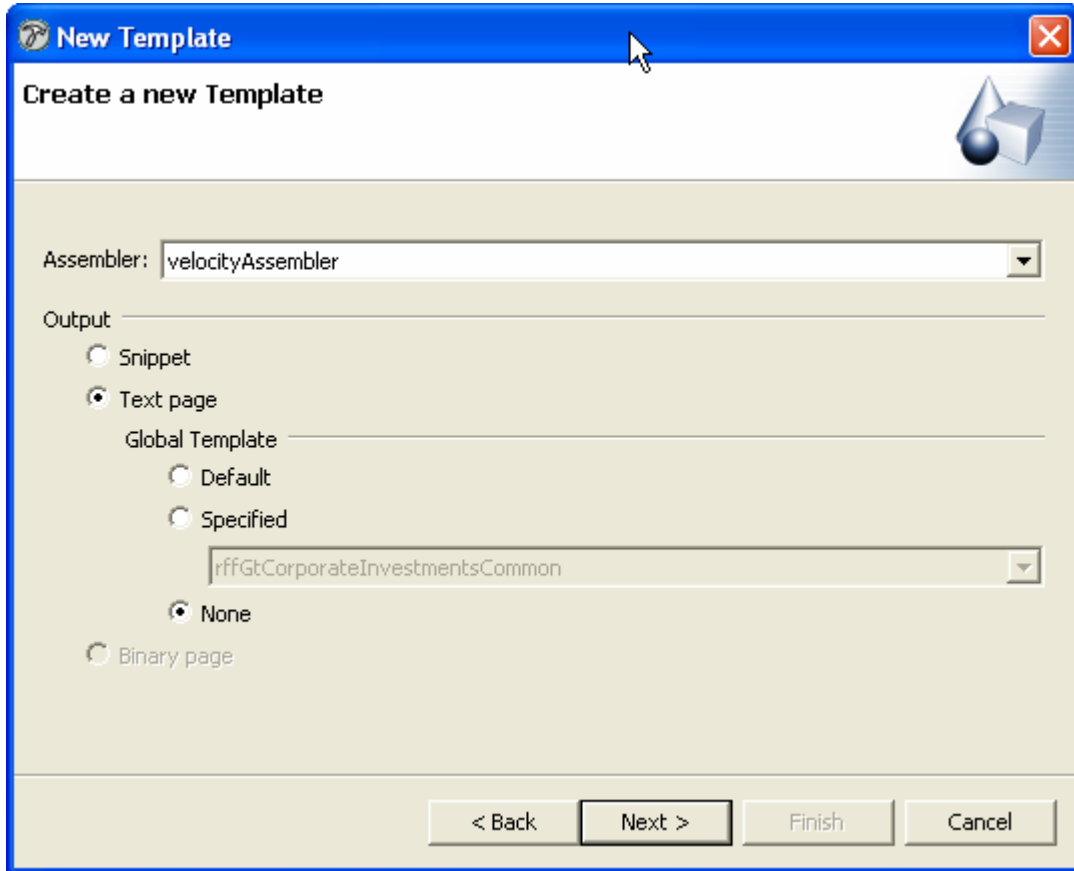 New Template
Create a new Template
Assembler: velocityAssembler
Output
Snippet
Text page
Global Template
Default
Specified
rffGtCorporateInvestmentsCommon
None
Binary page
< Back Next > Finish Cancel